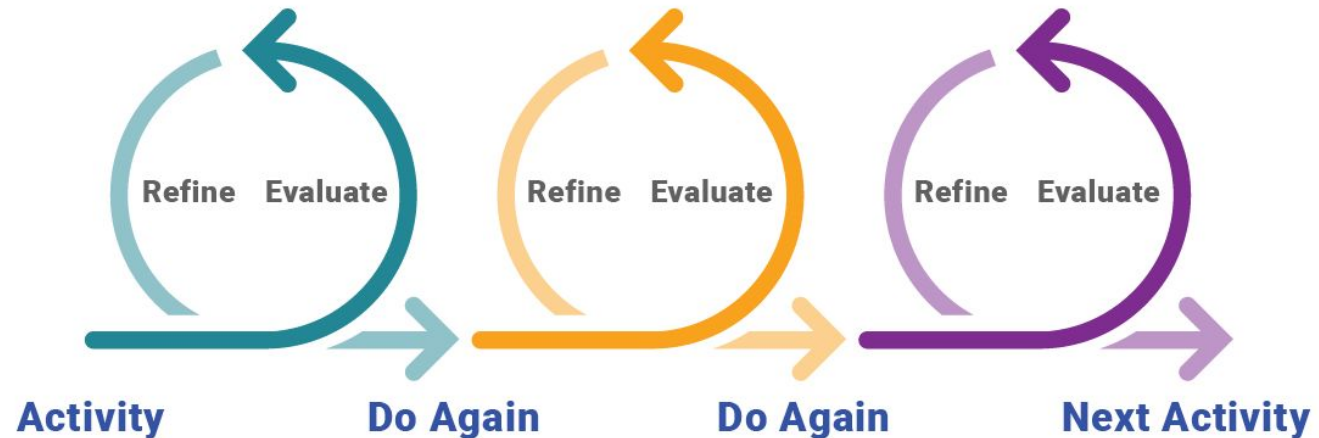 Refine Evaluate Refine Evaluate Refine Evaluate
Activity Do Again Do Again Next Activity